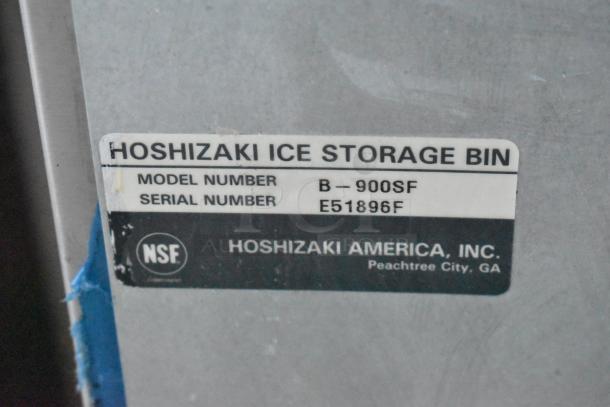 HOSHIZAKI ICE STORAGE BIN
MODEL NUMBER B-900SF
SERIAL NUMBER E51896F
NSF
HOSHIZAKI AMERICA, INC.
Peachtree City, GA